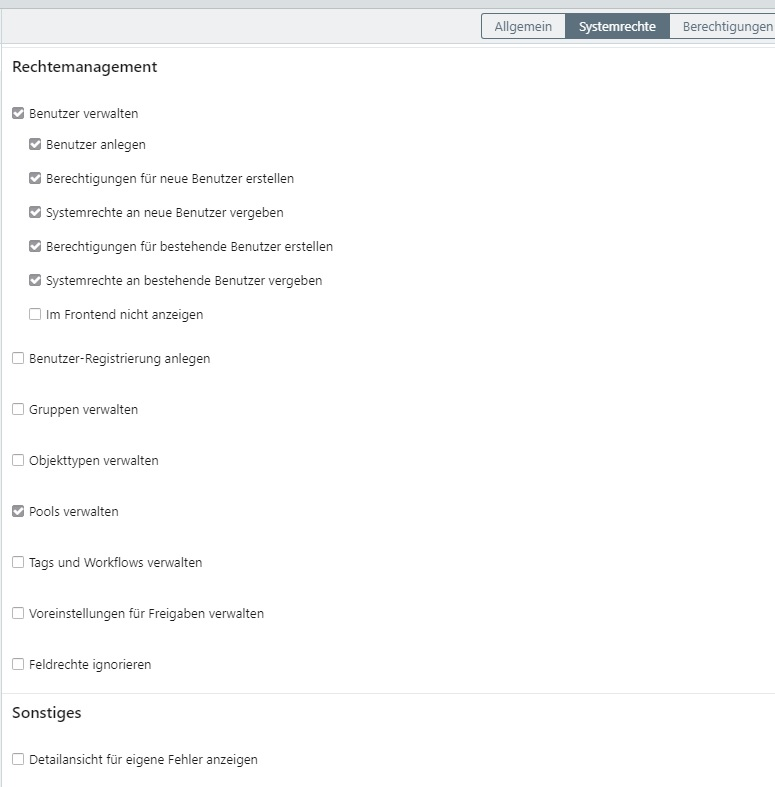 Allgemein Systemrechte Berechtigungen
Rechtemanagement
Benutzer verwalten
Benutzer anlegen
Berechtigungen für neue Benutzer erstellen
Systemrechte an neue Benutzer vergeben
Berechtigungen für bestehende Benutzer erstellen
Systemrechte an bestehende Benutzer vergeben
Im Frontend nicht anzeigen
Benutzer-Registrierung anlegen
Gruppen verwalten
Objekttypen verwalten
Pools verwalten
Tags und Workflows verwalten
Voreinstellungen für Freigaben verwalten
Feldrechte ignorieren
Sonstiges
Detailansicht für eigene Fehler anzeigen